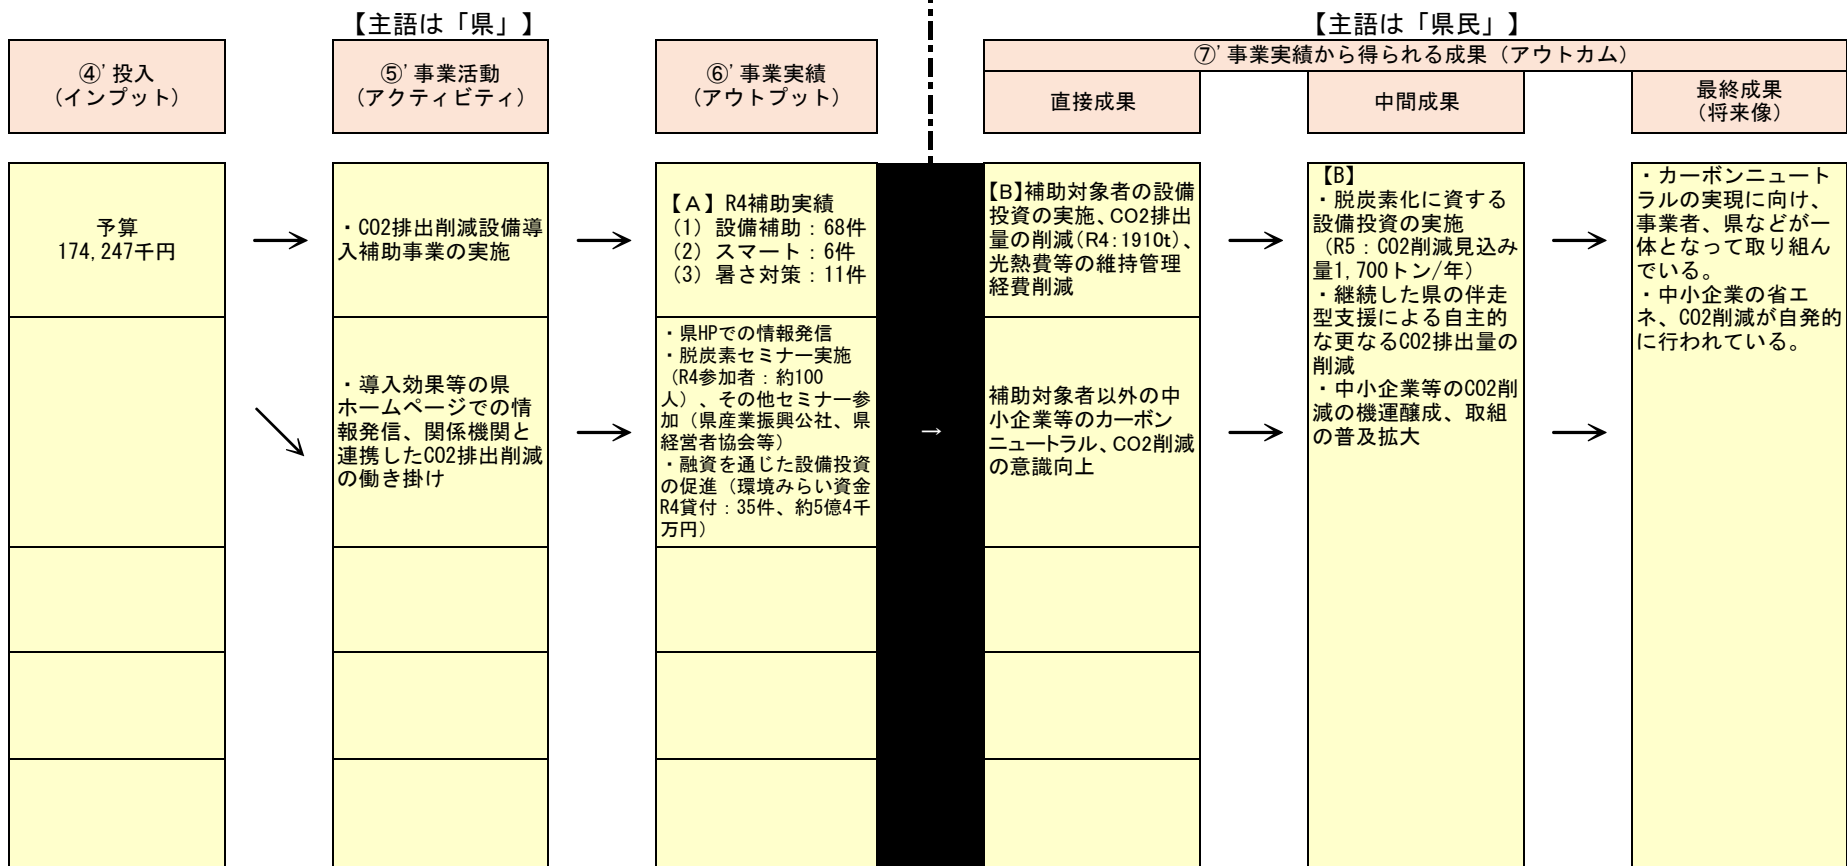 【主語は「県」】
【主語は「県民」】
④’投入
（インプット）
⑤’事業活動
（アクティビティ）
⑥’事業実績
（アウトプット）
⑦’事業実績から得られる成果（アウトカム）
直接成果
中間成果
最終成果
（将来像）
予算
174,247千円
・CO2排出削減設備導
入補助事業の実施
【A】R4補助実績
(1) 設備補助：68件
(2) スマート：6件
(3) 暑さ対策：11件
【B】補助対象者の設備
投資の実施、CO2排出
量の削減（R4：1910t）、
光熱費等の維持管理
経費削減
【B】
・脱炭素化に資する
設備投資の実施
（R5：CO2削減見込み
量1,700トン/年）
・継続した県の伴走
型支援による自主的
な更なるCO2排出量の
削減
・中小企業等のCO2削
減の機運醸成、取組
の普及拡大
・カーボンニュート
ラルの実現に向け、
事業者、県などが一
体となって取り組ん
でいる。
・中小企業の省エ
ネ、CO2削減が自発的
に行われている。
・導入効果等の県
ホームページでの情
報発信、関係機関と
連携したCO2排出削減
の働き掛け
・県HPでの情報発信
・脱炭素セミナー実施
（R4参加者：約100
人）、その他セミナー参
加（県産業振興公社、県
経営者協会等）
・融資を通じた設備投資
の促進（環境みらい資金
R4貸付：35件、約5億4千
万円）
→
補助対象者以外の中
小企業等のカーボン
ニュートラル、CO2削減
の意識向上